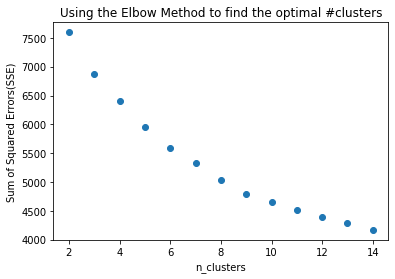 Using the Elbow Method to find the optimal #clusters
Sum of Squared Errors(SSE)
7500
7000
6500
6000
5500
5000
4500
4000
2 4 6 8 10 12 14
n_clusters